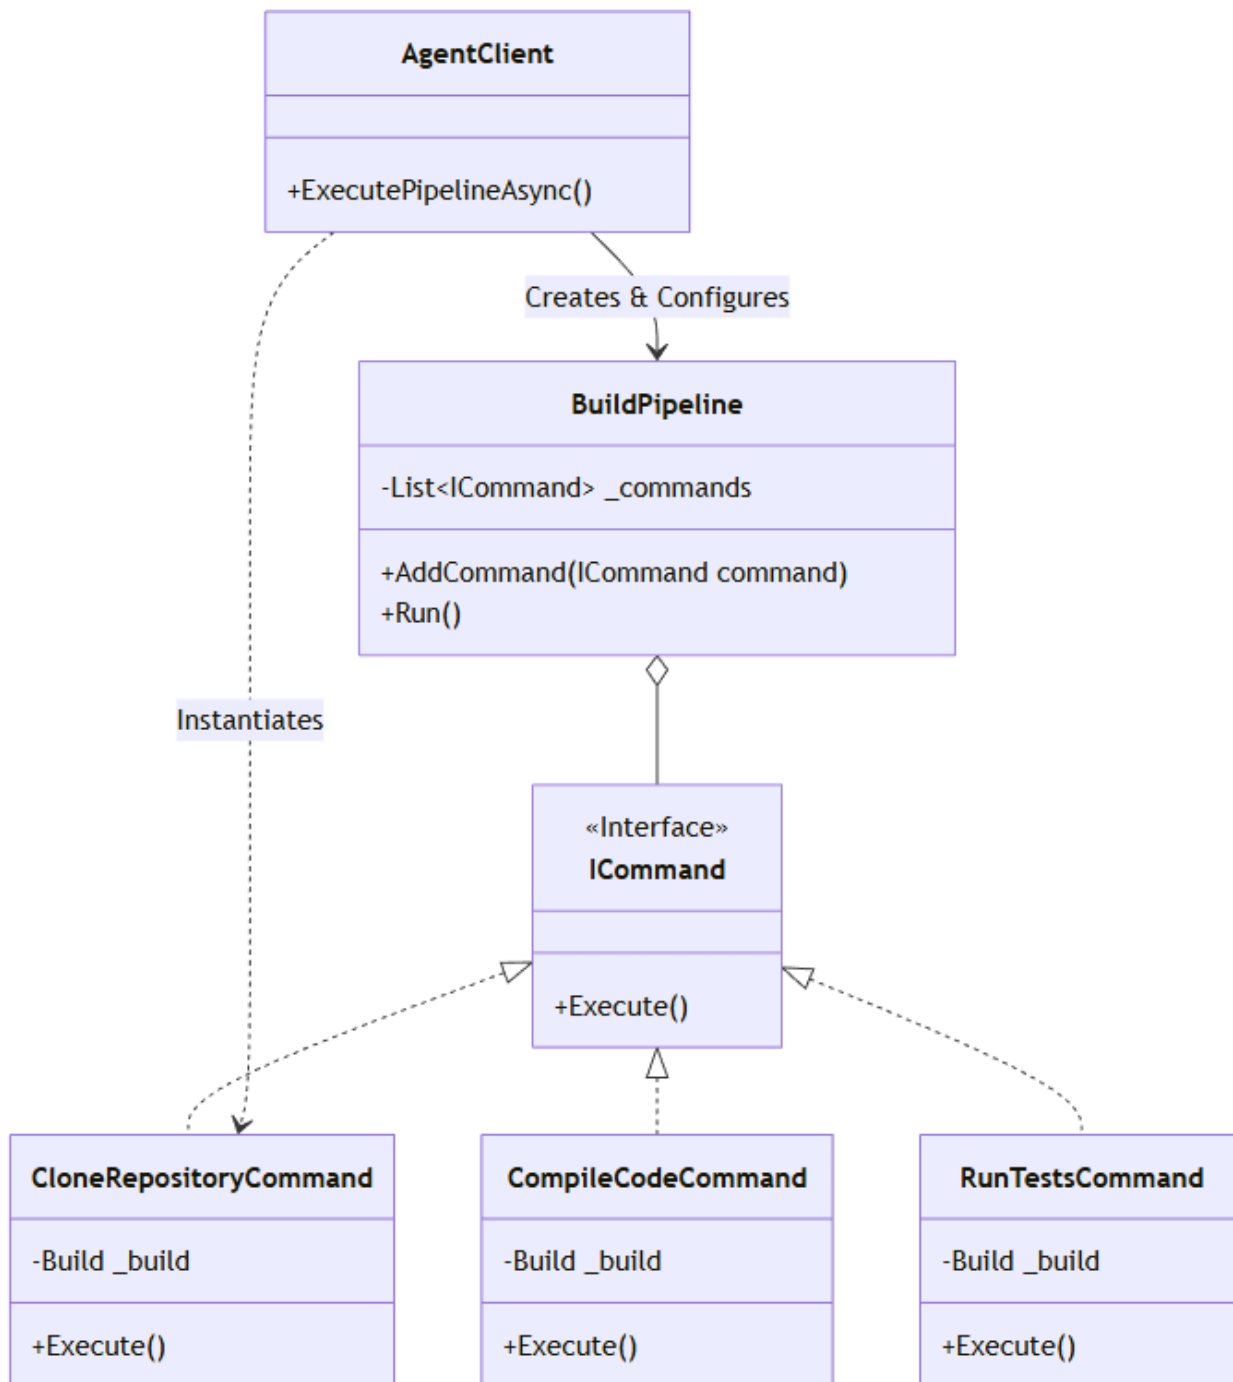 AgentClient
+ExecutePipelineAsync()
Creates & Configures
BuildPipeline
-List<ICommand> _commands
+AddCommand(ICommand command)
+Run()
Instantiates
«Interface»
ICommand
+Execute()
CloneRepositoryCommand
-Build _build
+Execute()
CompileCodeCommand
-Build _build
+Execute()
RunTestsCommand
-Build _build
+Execute()